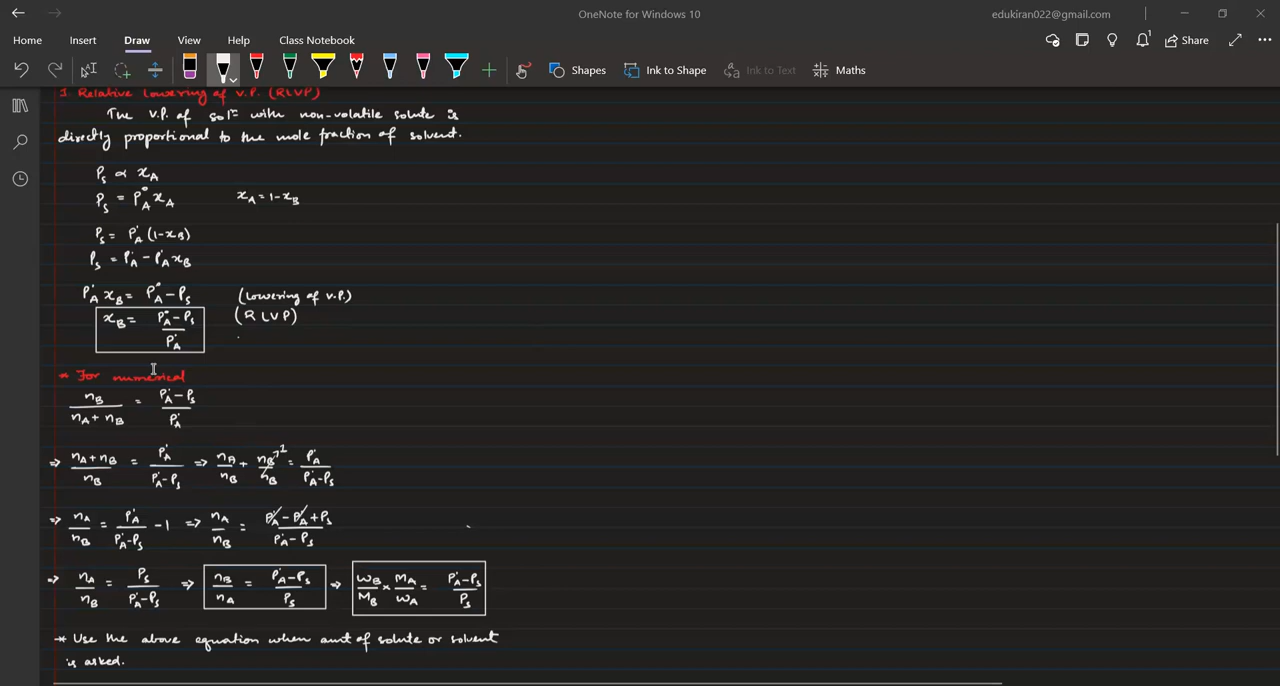 OneNote for Windows 10
edukiran022@gmail.com
Home Insert Draw View Help Class Notebook
Share
Shapes Ink to Shape Ink to Text Maths
1 Relative lowering of V.P. (RLVP)
The V.P. of solⁿ with non-volatile solute is
directly proportional to the mole fraction of solvent.
Ps ∝ xA
Ps = P°A xA xA = 1-xB
Ps = P°A (1-xB)
Ps = P°A - P°A xB
P°A xB = P°A - Ps (lowering of V.P.)
xB = (P°A - Ps)/P°A (RLVP)
* For numerical
nB/(nA + nB) = (P°A - Ps)/P°A
⇒ (nA + nB)/nB = P°A/(P°A - Ps) ⇒ nA/nB + nB/nB 1 = P°A/(P°A - Ps)
⇒ nA/nB = P°A/(P°A - Ps) - 1 ⇒ nA/nB = (P°A - P°A + Ps)/(P°A - Ps)
⇒ nA/nB = Ps/(P°A - Ps) ⇒ nB/nA = (P°A - Ps)/Ps ⇒ wB/MB × MA/wA = (P°A - Ps)/Ps
* Use the above equation when amt of solute or solvent
is asked.